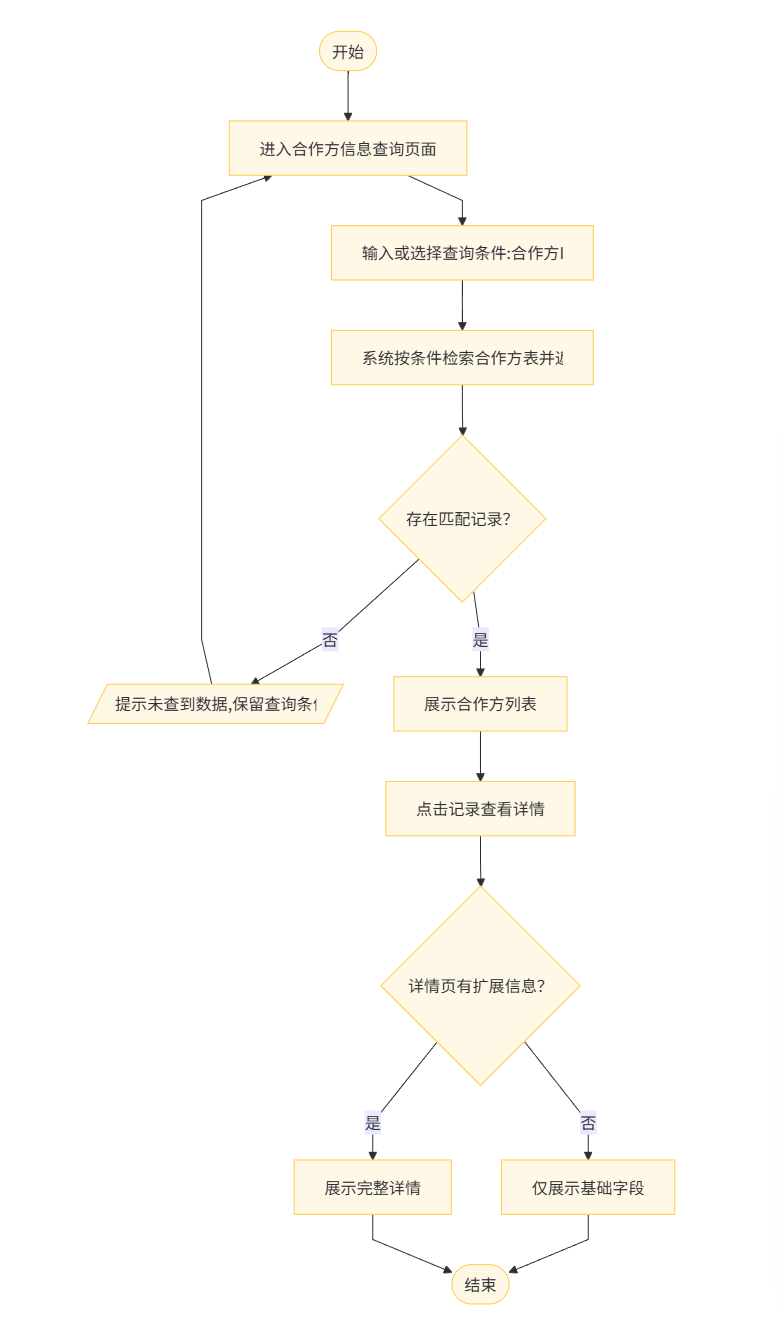 开始
进入合作方信息查询页面
输入或选择查询条件:合作方
系统按条件检索合作方表并
存在匹配记录？
否
是
提示未查到数据,保留查询条
展示合作方列表
点击记录查看详情
详情页有扩展信息？
是
否
展示完整详情
仅展示基础字段
结束